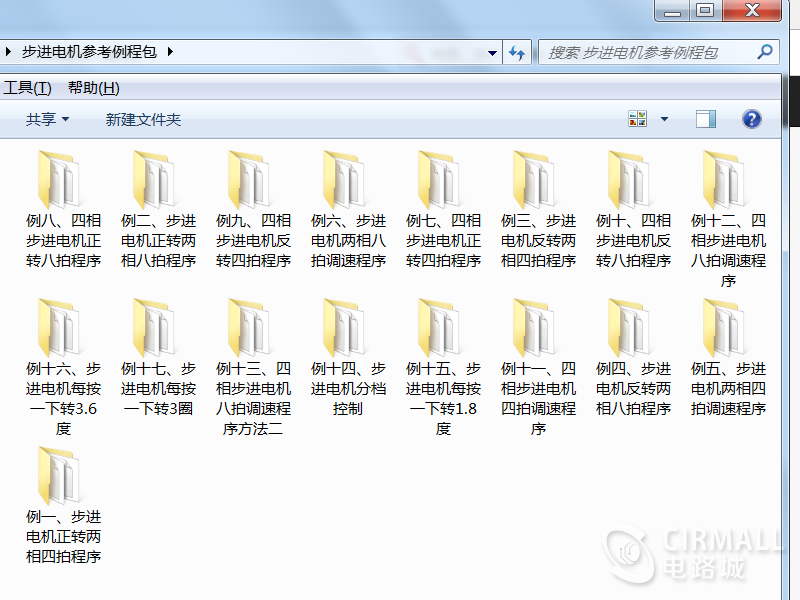 步进电机参考例程包
搜索 步进电机参考例程包
工具(T) 帮助(H)
共享 新建文件夹
例八、四相
步进电机正
转八拍程序
例二、步进
电机正转两
相八拍程序
例九、四相
步进电机反
转四拍程序
例六、步进
电机两相八
拍调速程序
例七、四相
步进电机正
转四拍程序
例三、步进
电机反转两
相四拍程序
例十、四相
步进电机反
转八拍程序
例十二、四
相步进电机
八拍调速程
序
例十六、步
进电机每按
一下转3.6
度
例十七、步
进电机每按
一下转3圈
例十三、四
相步进电机
八拍调速程
序方法二
例十四、步
进电机分档
控制
例十五、步
进电机每按
一下转1.8
度
例十一、四
相步进电机
四拍调速程
序
例四、步进
电机反转两
相八拍程序
例五、步进
电机两相四
拍调速程序
例一、步进
电机正转两
相四拍程序
CIRMALL
电路城